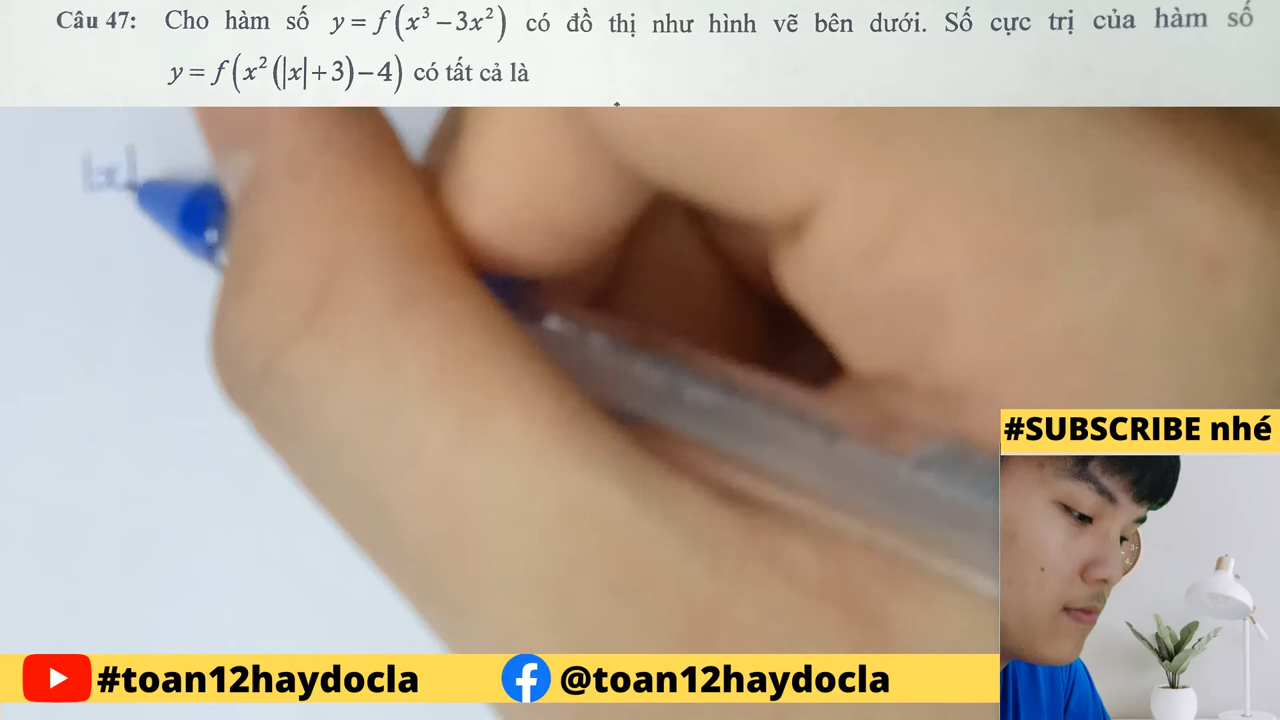 Câu 47: Cho hàm số y = f(x³ − 3x²) có đồ thị như hình vẽ bên dưới. Số cực trị của hàm số
y = f(x²(|x|+3)−4) có tất cả là
|x|
#SUBSCRIBE nhé
#toan12haydocla
@toan12haydocla